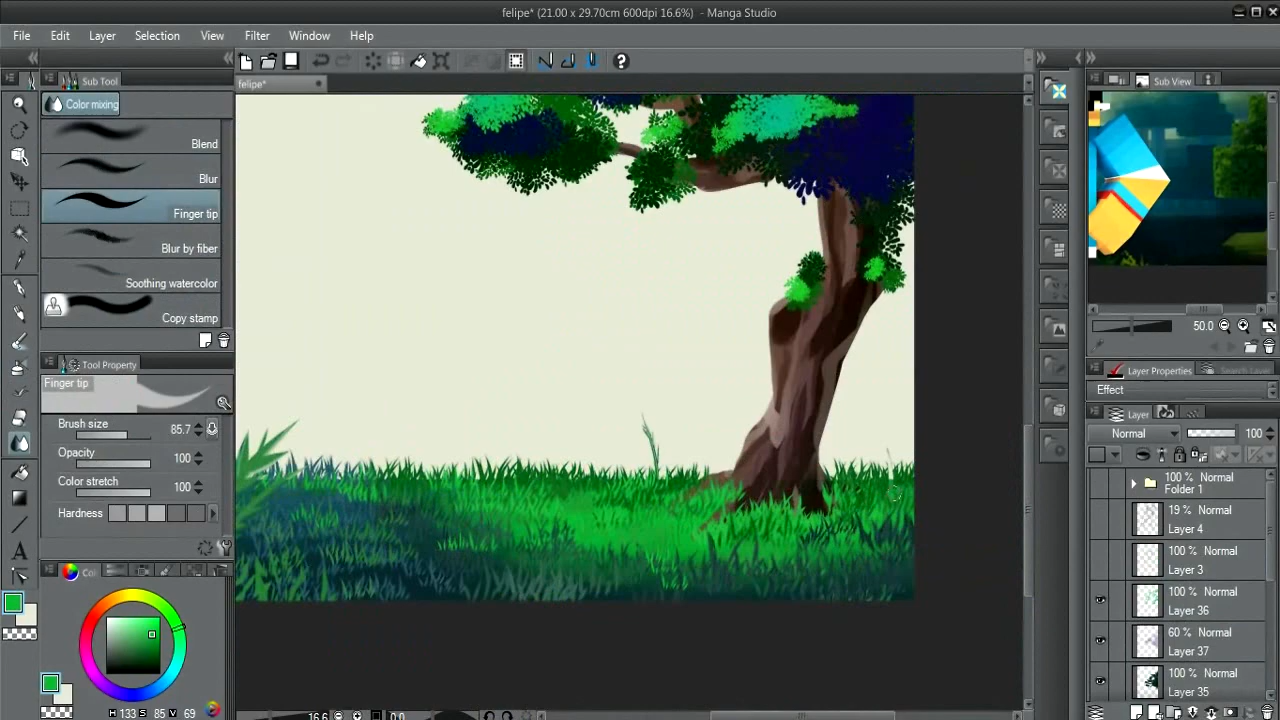 felipe* (21.00 x 29.70cm 600dpi 16.6%) - Manga Studio
File Edit Layer Selection View Filter Window Help
Sub Tool
felipe*
Sub View
Color mixing
Blend
Blur
Finger tip
Blur by fiber
Soothing watercolor
Copy stamp
50.0
Tool Property
Layer Properties Search Layer
Finger tip
Effect
Brush size 85.7
Layer
Opacity 100
Normal 100
Color stretch 100
Hardness
100 % Normal
Folder 1
19 % Normal
Layer 4
100 % Normal
Layer 3
100 % Normal
Layer 36
60 % Normal
Layer 37
100 % Normal
Layer 35
H 133 S 85 V 69
16.6 0.0